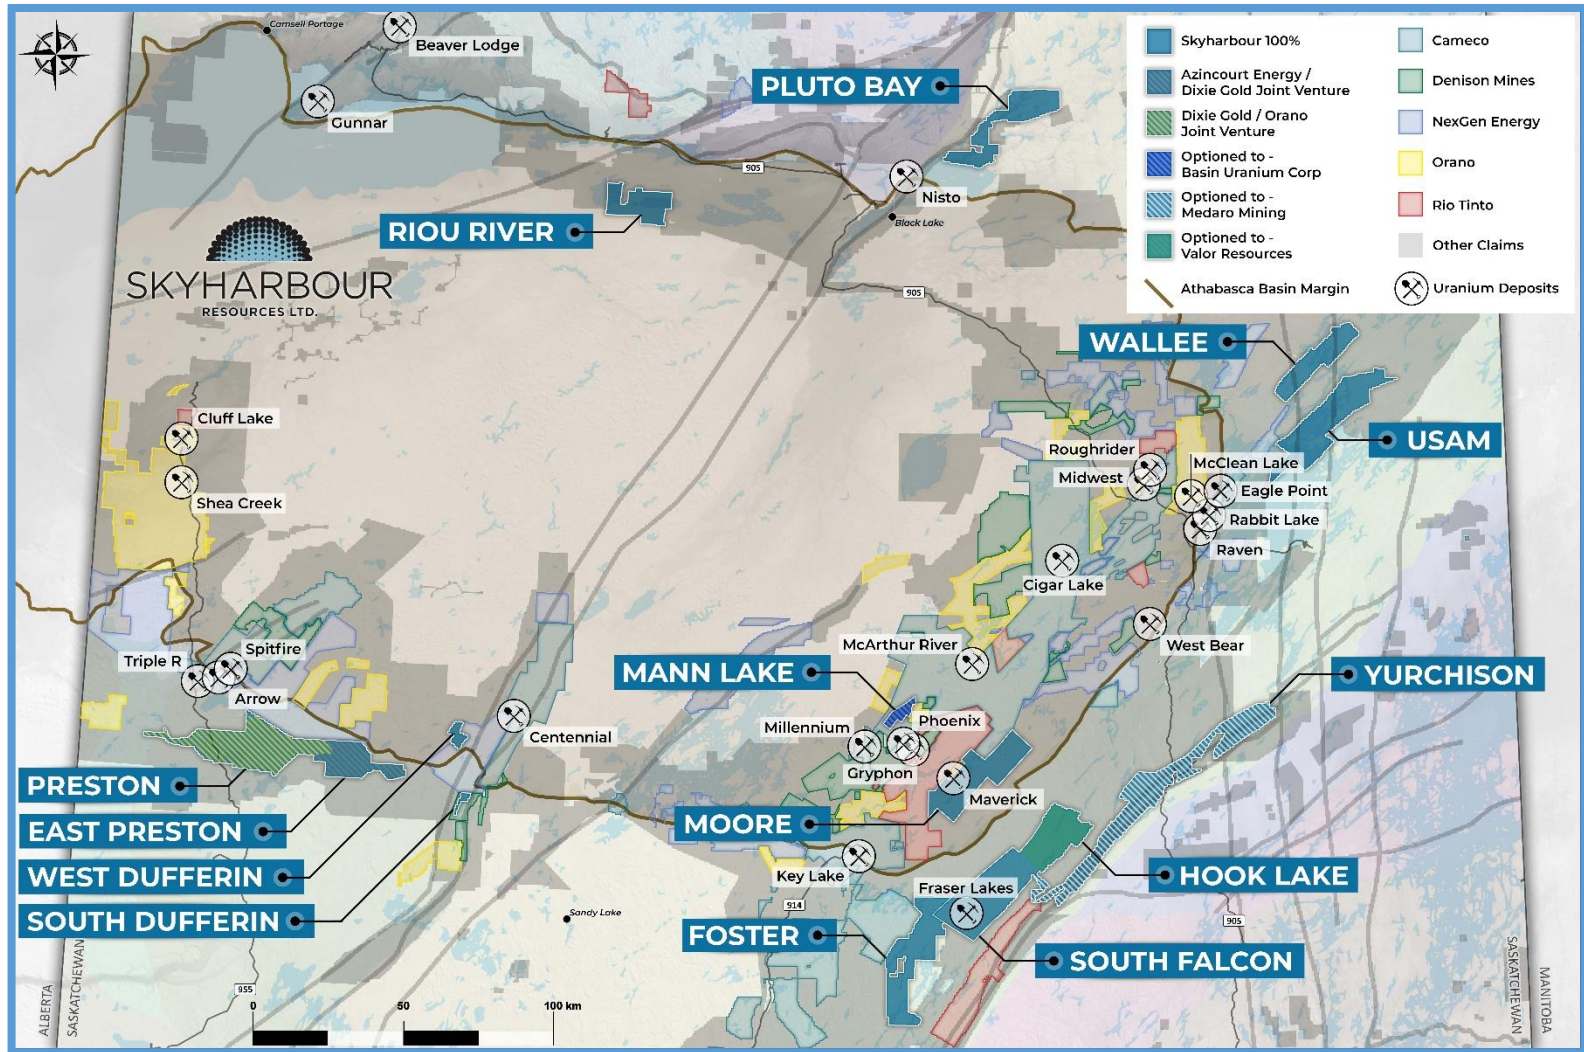 Camsell Portage
Beaver Lodge
Gunnar
PLUTO BAY
905
Nisto
Black Lake
RIOU RIVER
SKYHARBOUR
RESOURCES LTD.
905
Skyharbour 100%
Azincourt Energy /
Dixie Gold Joint Venture
Dixie Gold / Orano
Joint Venture
Optioned to -
Basin Uranium Corp
Optioned to -
Medaro Mining
Optioned to -
Valor Resources
Athabasca Basin Margin
Cameco
Denison Mines
NexGen Energy
Orano
Rio Tinto
Other Claims
Uranium Deposits
WALLEE
USAM
Cluff Lake
Shea Creek
Roughrider
Midwest
McClean Lake
Eagle Point
Rabbit Lake
Raven
Cigar Lake
West Bear
McArthur River
Spitfire
Triple R
Arrow
MANN LAKE
YURCHISON
Phoenix
Millennium
Gryphon
Centennial
Maverick
PRESTON
EAST PRESTON
WEST DUFFERIN
SOUTH DUFFERIN
MOORE
Key Lake
HOOK LAKE
Fraser Lakes
914
Sandy Lake
FOSTER
SOUTH FALCON
905
955
0 50 100 km
ALBERTA
SASKATCHEWAN
SASKATCHEWAN
MANITOBA